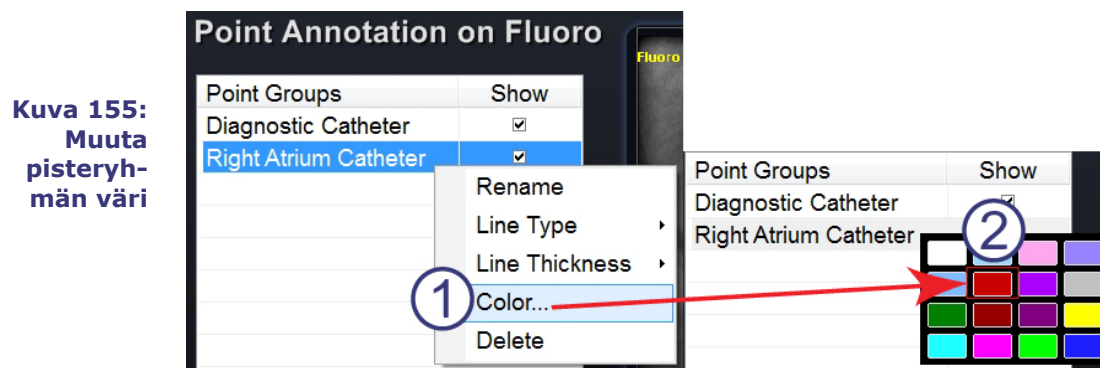 Kuva 155:
Muuta
pisteryh-
män väri
Point Annotation on Fluoro
Fluoro
Point Groups Show
Diagnostic Catheter
Right Atrium Catheter
Rename
Line Type
Line Thickness
1
Color...
Delete
Point Groups Show
Diagnostic Catheter
Right Atrium Catheter
2